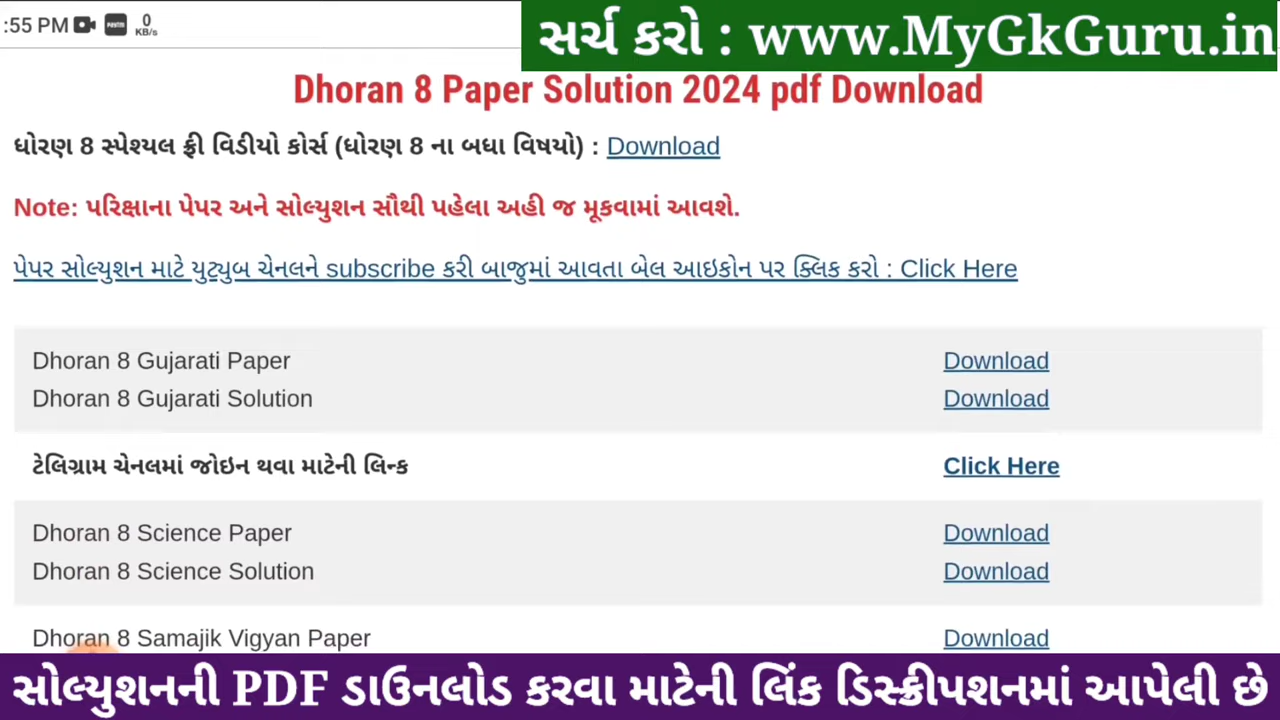 :55 PM
0
KB/s
સર્ચ કરો : www.MyGkGuru.in
Dhoran 8 Paper Solution 2024 pdf Download
ધોરણ 8 સ્પેશ્યલ ફ્રી વિડીયો કોર્સ (ધોરણ 8 ના બધા વિષયો) : Download
Note: પરિક્ષાના પેપર અને સોલ્યુશન સૌથી પહેલા અહી જ મૂકવામાં આવશે.
પેપર સોલ્યુશન માટે યુટ્યુબ ચેનલને subscribe કરી બાજુમાં આવતા બેલ આઇકોન પર ક્લિક કરો : Click Here
Dhoran 8 Gujarati Paper Download
Dhoran 8 Gujarati Solution Download
ટેલિગ્રામ ચેનલમાં જોઇન થવા માટેની લિન્ક Click Here
Dhoran 8 Science Paper Download
Dhoran 8 Science Solution Download
Dhoran 8 Samajik Vigyan Paper Download
સોલ્યુશનની PDF ડાઉનલોડ કરવા માટેની લિંક ડિસ્ક્રીપશનમાં આપેલી છે